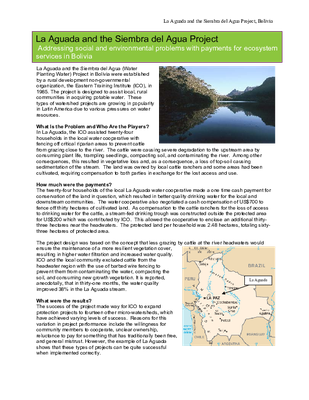 La Aguada and the Siembra del Agua Project, Bolivia
La Aguada and the Siembra del Agua Project
Addressing social and environmental problems with payments for ecosystem
services in Bolivia
La Aguada and the Siembra del Agua (Water
Planting Water) Project in Bolivia were established
by a rural development non-governmental
organization, the Eastern Training Institute (ICO), in
1985. The project is designed to assist local, rural
communities in acquiring potable water. These
types of watershed projects are growing in popularity
in Latin America due to various pressures on water
resources.
What is the Problem and Who Are the Players?
In La Aguada, the ICO assisted twenty-four
households in the local water cooperative with
fencing off critical riparian areas to prevent cattle
from grazing close to the river. The cattle were causing severe degradation to the upstream area by
consuming plant life, trampling seedlings, compacting soil, and contaminating the river. Among other
consequences, this resulted in vegetative loss and, as a consequence, a loss of topsoil causing
sedimentation of the stream. The land was owned by local cattle ranchers and some areas had been
cultivated, requiring compensation to both parties in exchange for the lost access and use.
How much were the payments?
The twenty-four households of the local La Aguada water cooperative made a one time cash payment for
conservation of the land in question, which resulted in better quality drinking water for the local and
downstream communities. The water cooperative also negotiated a cash compensation of US$700 to
fence off thirty hectares of cultivated land. As compensation to the cattle ranchers for the loss of access
to drinking water for the cattle, a stream-fed drinking trough was constructed outside the protected area
for US$200 which was contributed by ICO. This allowed the cooperative to enclose an additional thirty-
three hectares near the headwaters. The protected land per household was 2.48 hectares, totaling sixty-
three hectares of protected area.
The project design was based on the concept that less grazing by cattle at the river headwaters would
ensure the maintenance of a more resilient vegetated cover,
resulting in higher water filtration and increased water quality.
ICO and the local community excluded cattle from the
headwater region with the use of barbed wire fencing to
prevent them from contaminating the water, compacting the
soil, and consuming new growth vegetation. It is reported,
anecdotally, that in thirty-one months, the water quality
improved 38% in the La Aguada stream.
What were the results?
The success of the project made way for ICO to expand
protection projects to fourteen other micro-watersheds, which
have achieved varying levels of success. Reasons for this
variation in project performance include the willingness for
community members to cooperate, unclear ownership,
reluctance to pay for something that has traditionally been free,
and general mistrust. However, the example of La Aguada
shows that these types of projects can be quite successful
when implemented correctly.
BRAZIL
PERU
La Aguada
LA PAZ
CHILE